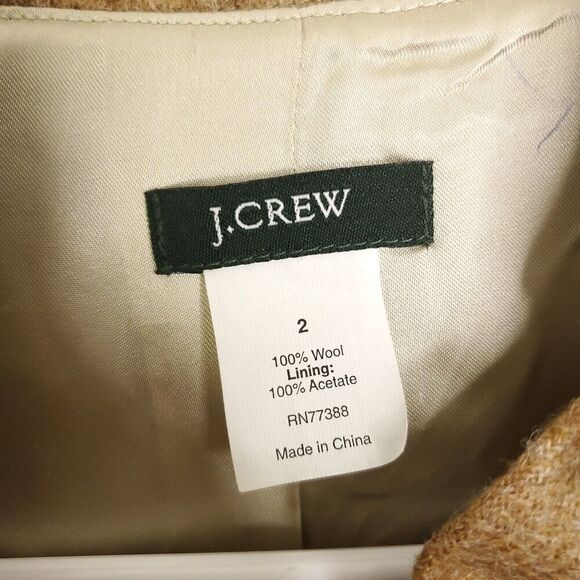 J.CREW
2
100% Wool
Lining:
100% Acetate
RN77388
Made in China